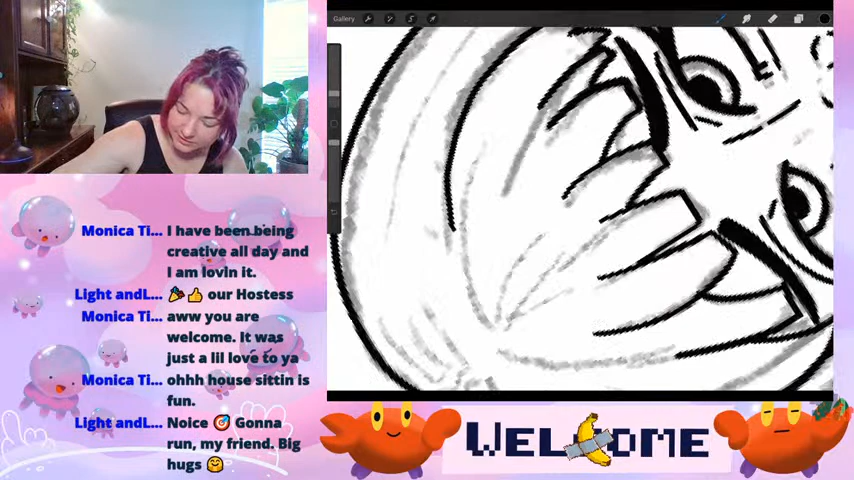 Gallery
Monica Ti... I have been being
creative all day and
I am lovin it.
Light andL... 🎉👍 our Hostess
Monica Ti... aww you are
welcome. It was
just a lil love to ya
Monica Ti... ohhh house sittin is
fun.
Light andL... Noice 🎯 Gonna
run, my friend. Big
hugs 🤗
WELCOME